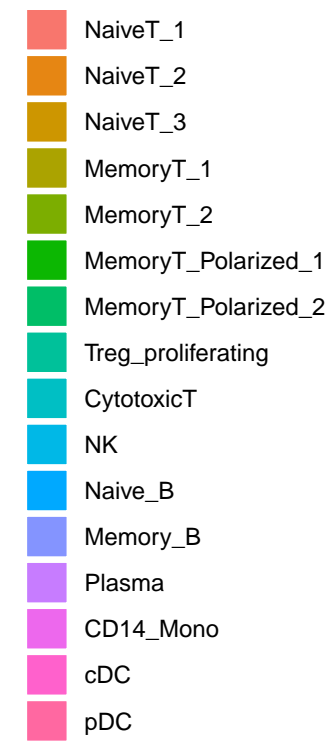 NaiveT_1
NaiveT_2
NaiveT_3
MemoryT_1
MemoryT_2
MemoryT_Polarized_1
MemoryT_Polarized_2
Treg_proliferating
CytotoxicT
NK
Naive_B
Memory_B
Plasma
CD14_Mono
cDC
pDC